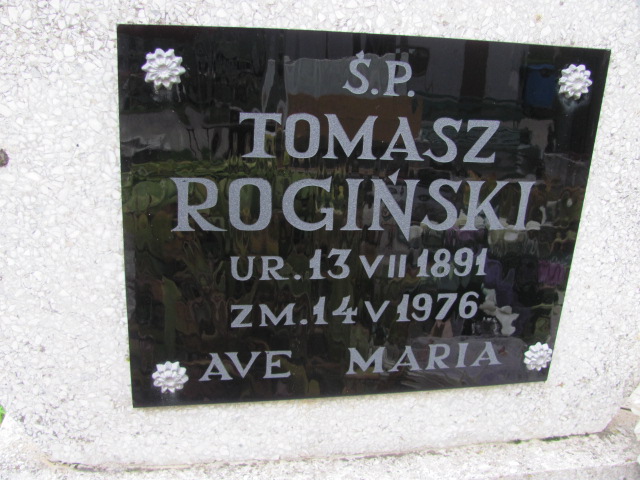 Ś.P.
TOMASZ
ROGIŃSKI
UR. 13 VII 1891
ZM. 14 V 1976
AVE MARIA